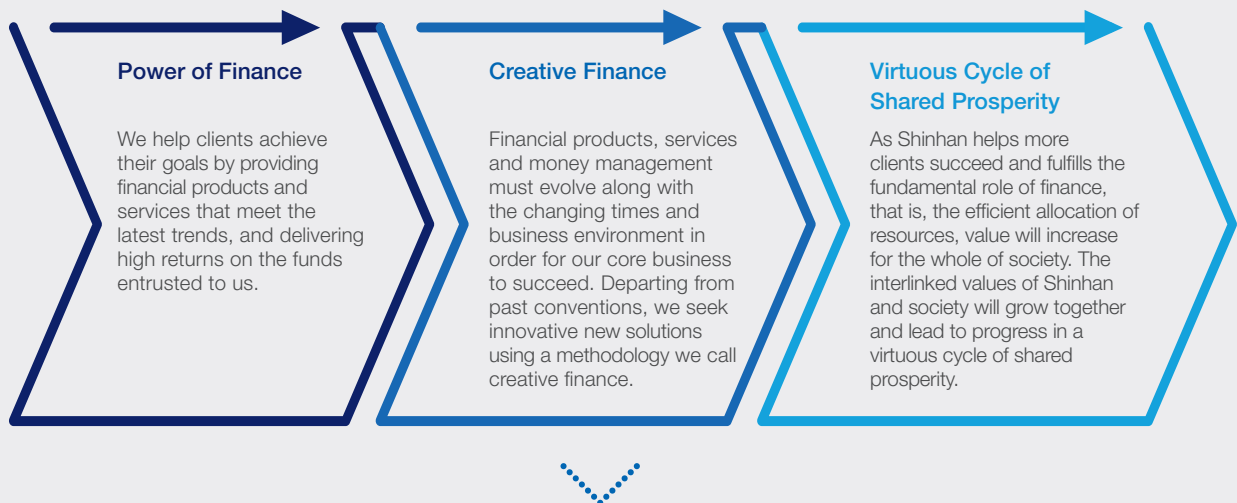 Power of Finance
We help clients achieve
their goals by providing
financial products and
services that meet the
latest trends, and delivering
high returns on the funds
entrusted to us.
Creative Finance
Financial products, services
and money management
must evolve along with
the changing times and
business environment in
order for our core business
to succeed. Departing from
past conventions, we seek
innovative new solutions
using a methodology we call
creative finance.
Virtuous Cycle of
Shared Prosperity
As Shinhan helps more
clients succeed and fulfills the
fundamental role of finance,
that is, the efficient allocation of
resources, value will increase
for the whole of society. The
interlinked values of Shinhan
and society will grow together
and lead to progress in a
virtuous cycle of shared
prosperity.